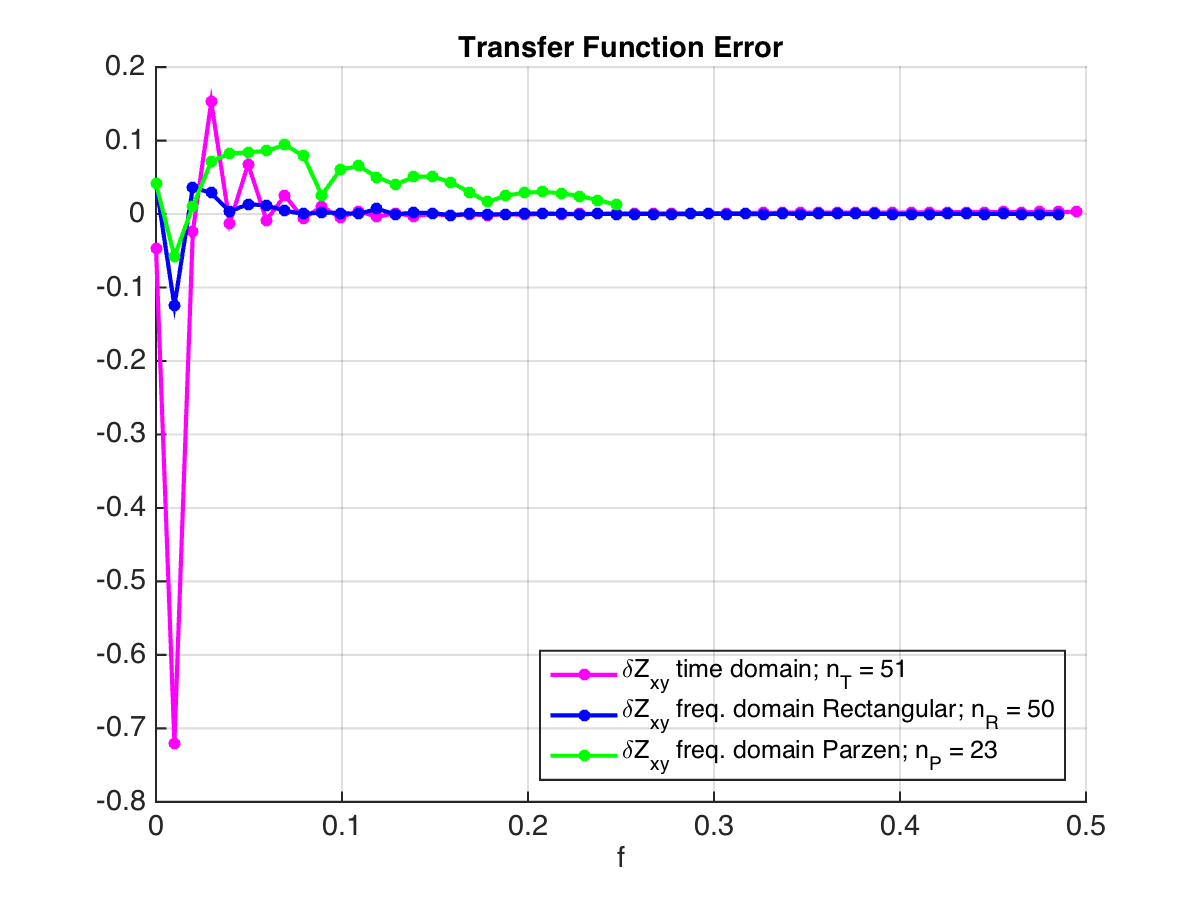 Transfer Function Error
0.2
0.1
0
-0.1
-0.2
-0.3
-0.4
-0.5
-0.6
-0.7
-0.8
0 0.1 0.2 0.3 0.4 0.5
f
δZxy time domain; nT = 51
δZxy freq. domain Rectangular; nR = 50
δZxy freq. domain Parzen; nP = 23